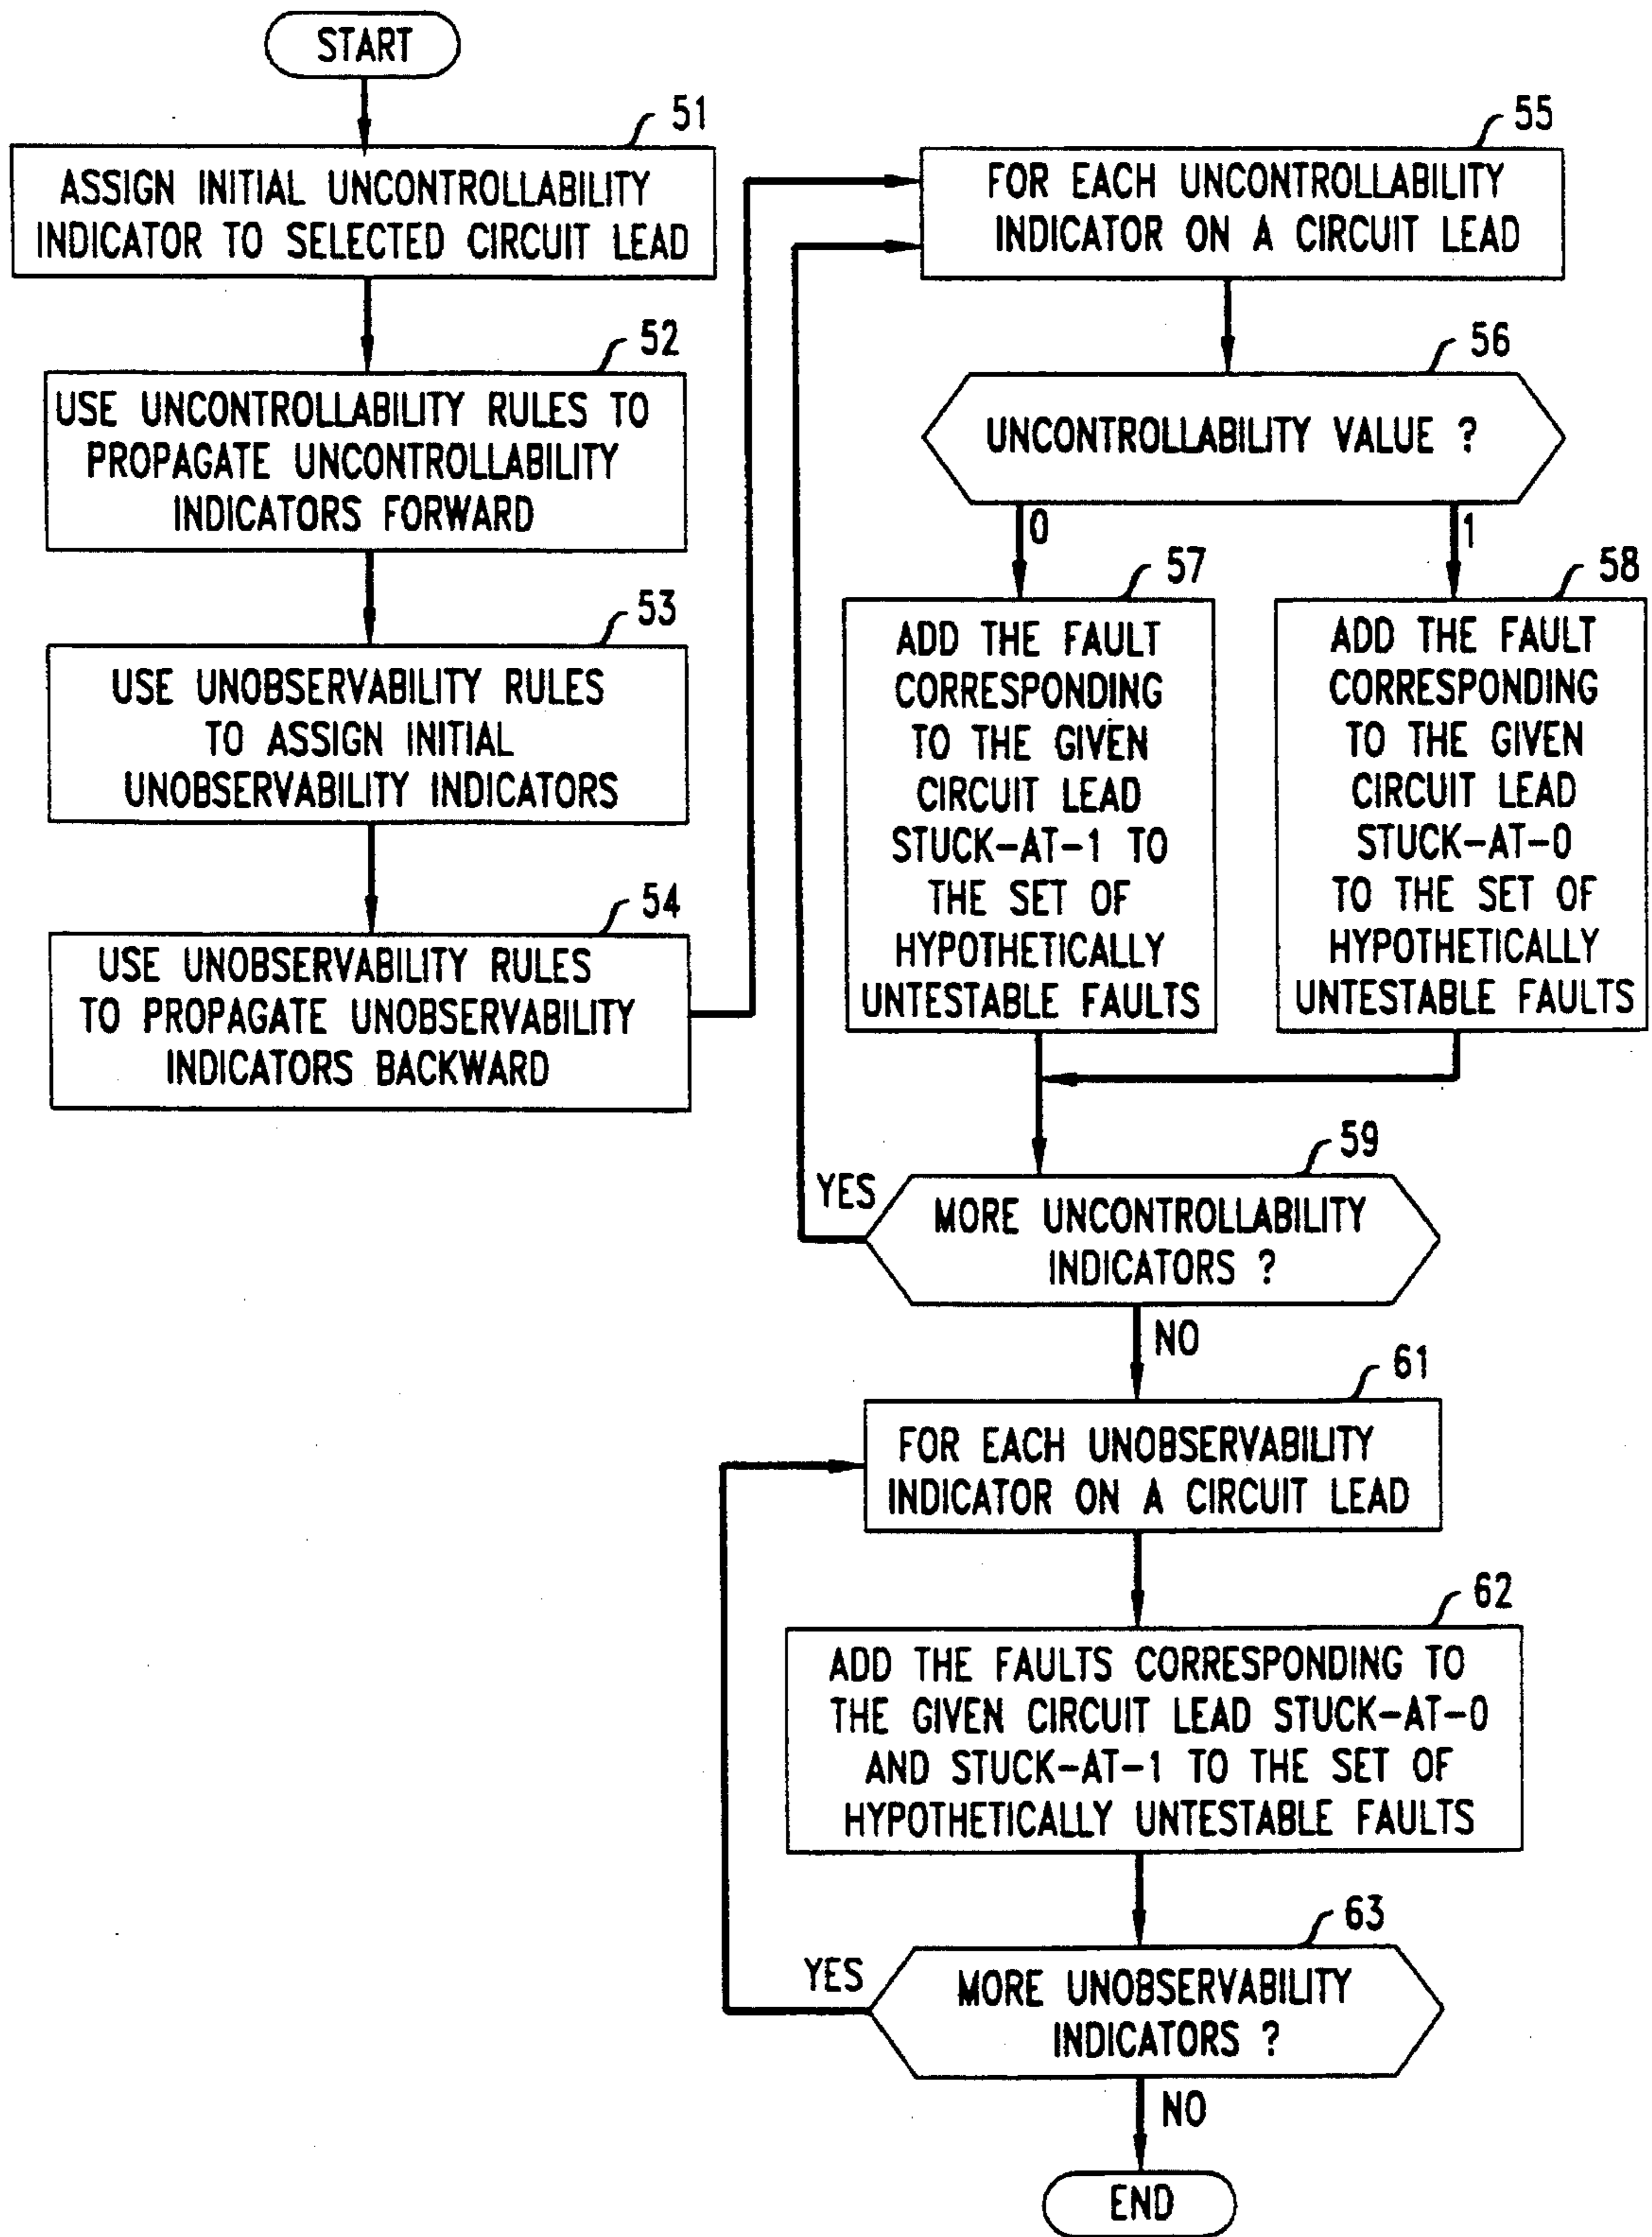 START
51
ASSIGN INITIAL UNCONTROLLABILITY
INDICATOR TO SELECTED CIRCUIT LEAD
52
USE UNCONTROLLABILITY RULES TO
PROPAGATE UNCONTROLLABILITY
INDICATORS FORWARD
53
USE UNOBSERVABILITY RULES
TO ASSIGN INITIAL
UNOBSERVABILITY INDICATORS
54
USE UNOBSERVABILITY RULES
TO PROPAGATE UNOBSERVABILITY
INDICATORS BACKWARD
55
FOR EACH UNCONTROLLABILITY
INDICATOR ON A CIRCUIT LEAD
56
UNCONTROLLABILITY VALUE ?
0
1
57
ADD THE FAULT
CORRESPONDING
TO THE GIVEN
CIRCUIT LEAD
STUCK-AT-1 TO
THE SET OF
HYPOTHETICALLY
UNTESTABLE FAULTS
58
ADD THE FAULT
CORRESPONDING
TO THE GIVEN
CIRCUIT LEAD
STUCK-AT-0
TO THE SET OF
HYPOTHETICALLY
UNTESTABLE FAULTS
59
YES
MORE UNCONTROLLABILITY
INDICATORS ?
NO
61
FOR EACH UNOBSERVABILITY
INDICATOR ON A CIRCUIT LEAD
62
ADD THE FAULTS CORRESPONDING TO
THE GIVEN CIRCUIT LEAD STUCK-AT-0
AND STUCK-AT-1 TO THE SET OF
HYPOTHETICALLY UNTESTABLE FAULTS
63
YES
MORE UNOBSERVABILITY
INDICATORS ?
NO
END